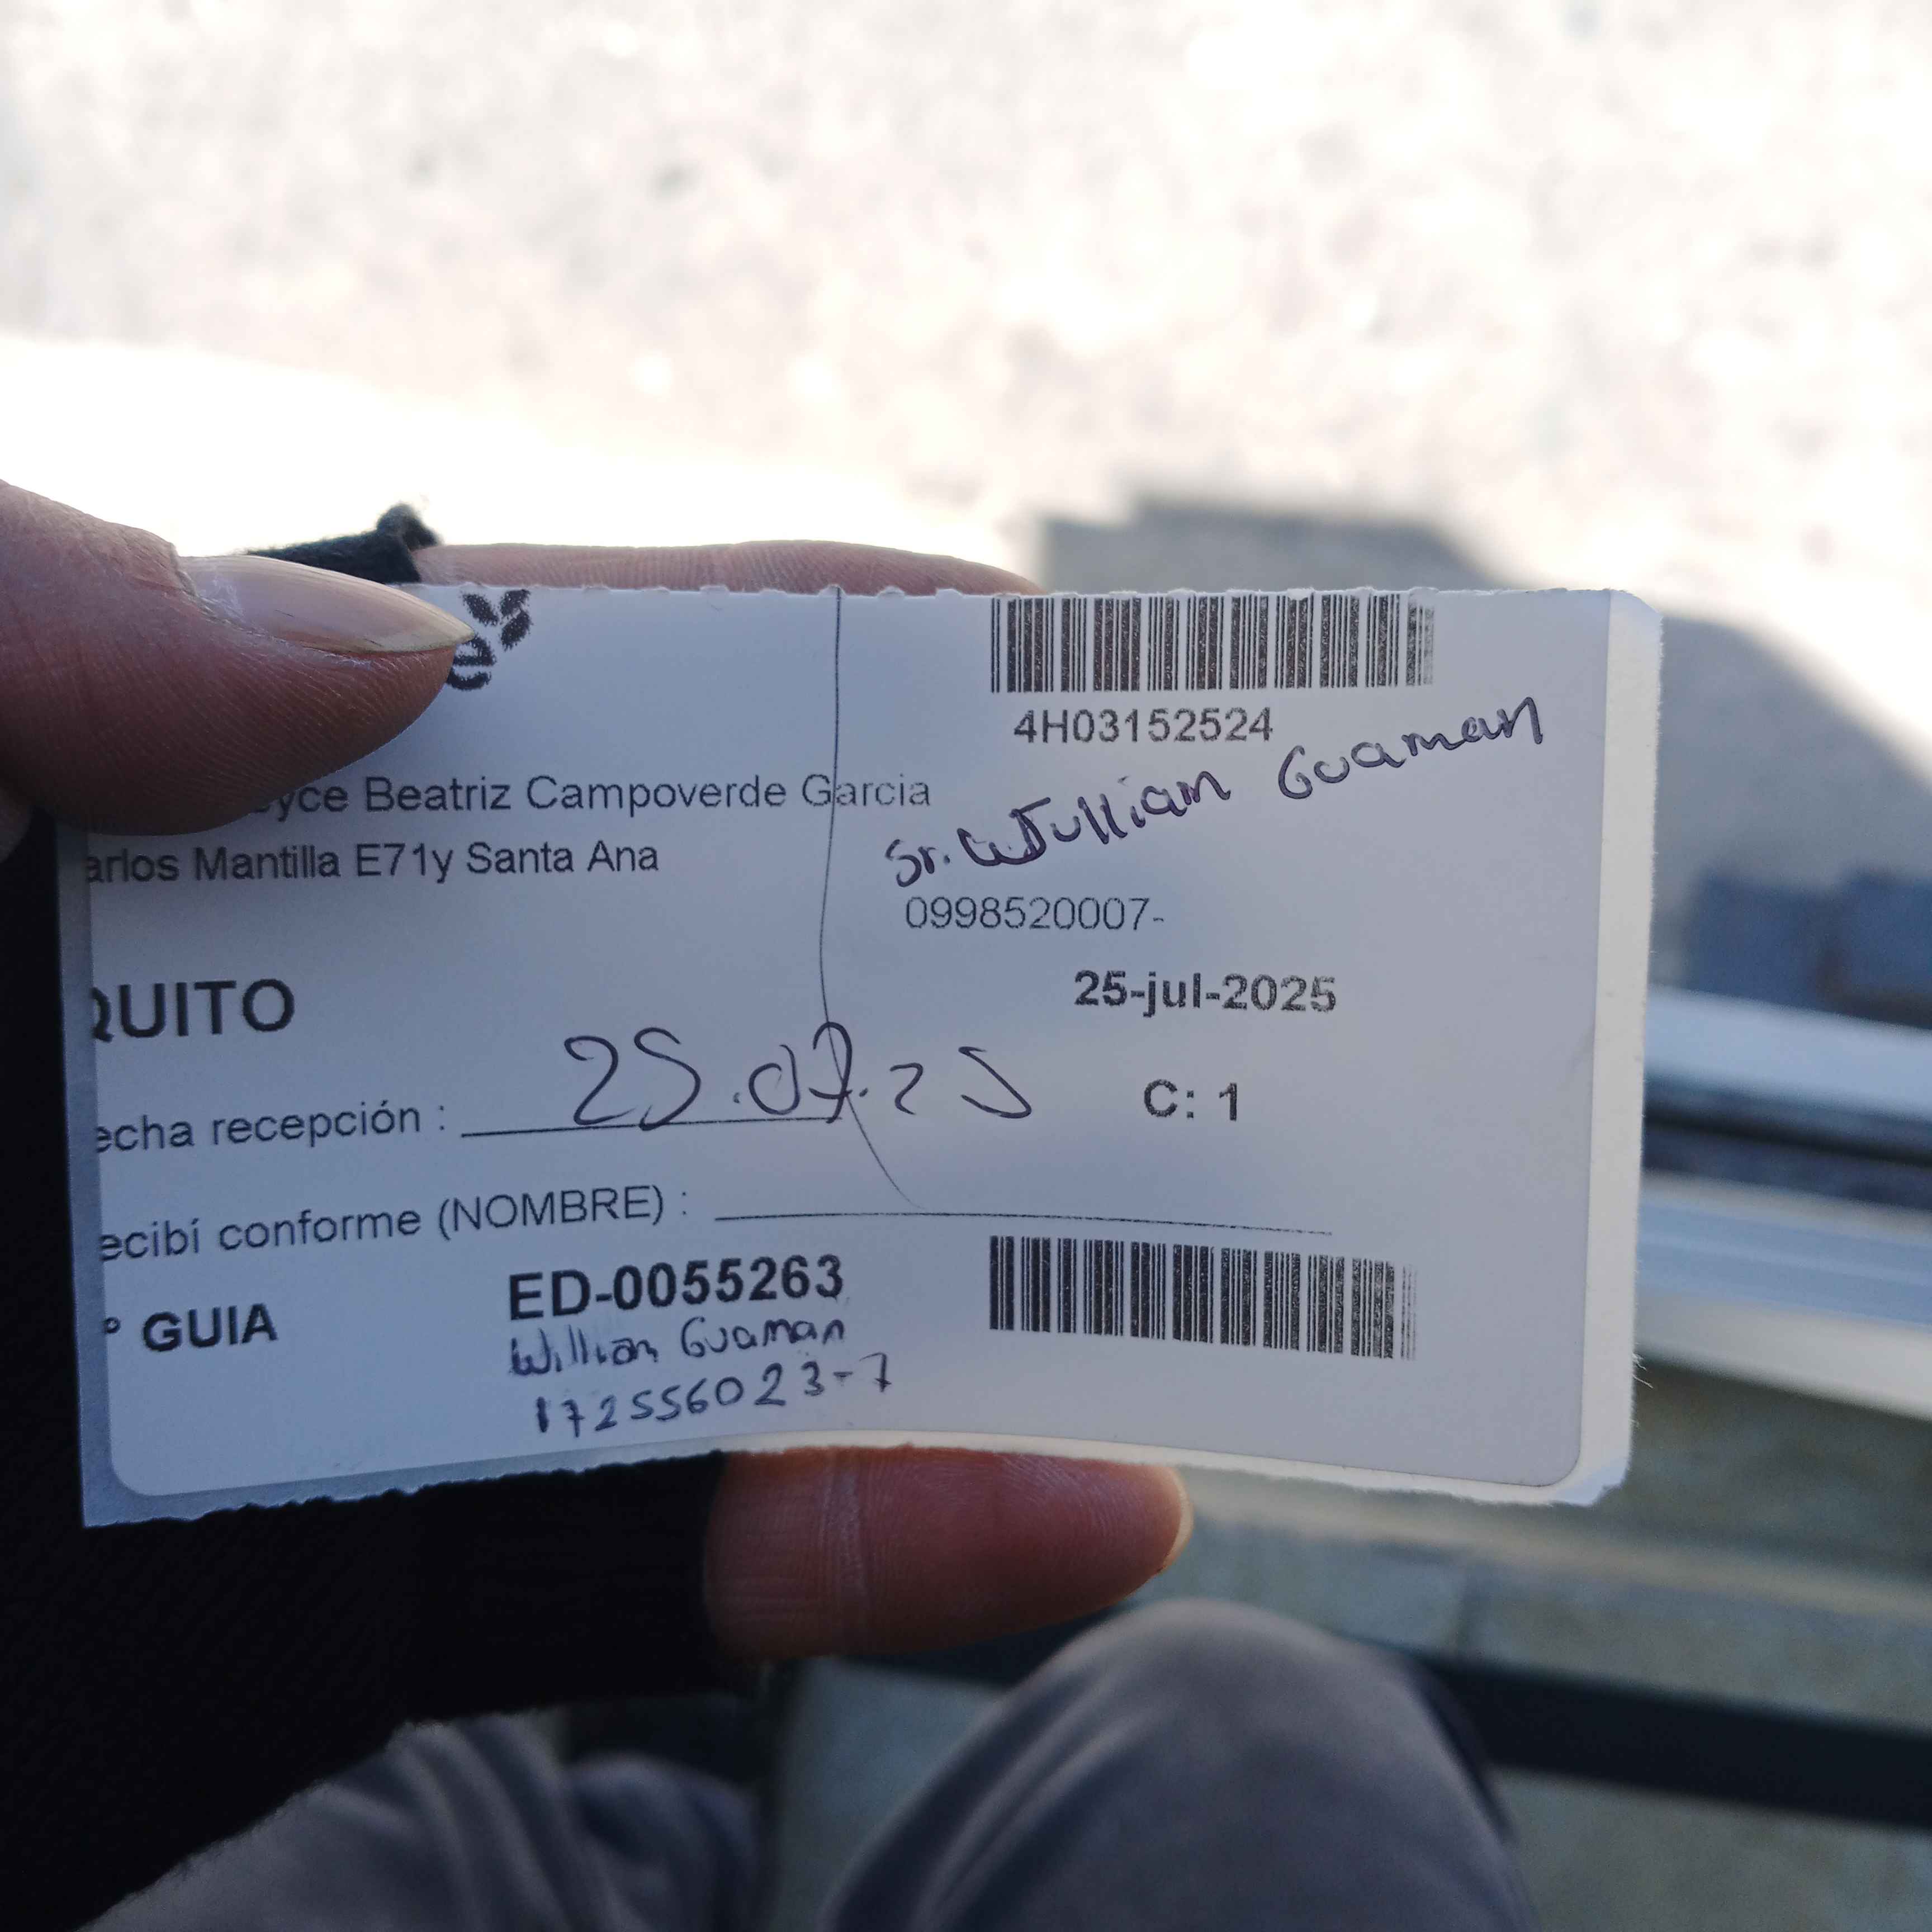 4H03152524
yce Beatriz Campoverde Garcia
Sr. Guaman
arlos Mantilla E71y Santa Ana
0998520007-
QUITO
25-jul-2025
echa recepción : 25.07.25
C: 1
ecibí conforme (NOMBRE) :
° GUIA ED-0055263
Willian Guaman
172556023-7